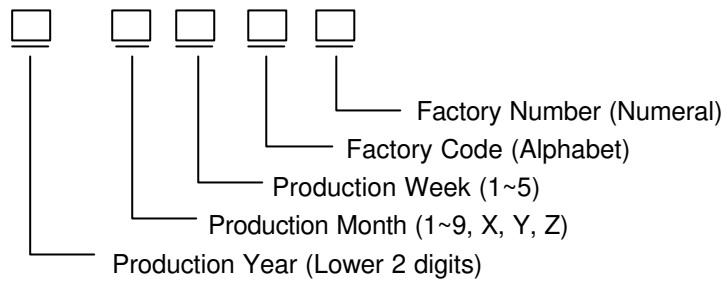 Factory Number (Numeral)
Factory Code (Alphabet)
Production Week (1~5)
Production Month (1~9, X, Y, Z)
Production Year (Lower 2 digits)